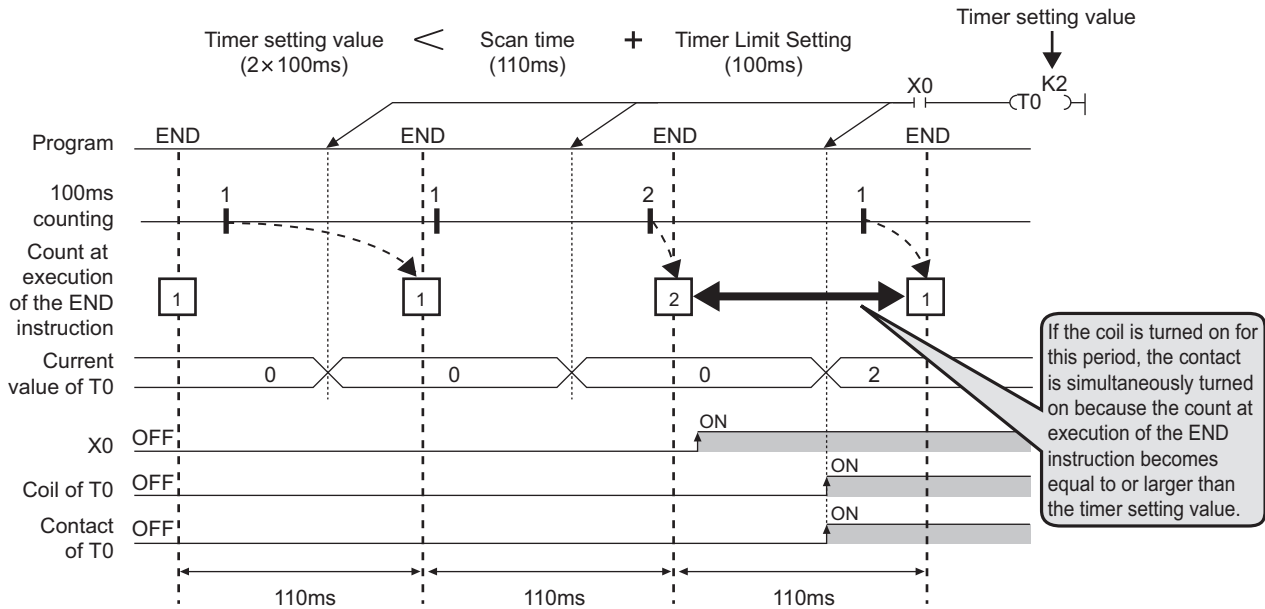 Timer setting value
Timer setting value < Scan time + Timer Limit Setting
(2×100ms) (110ms) (100ms)
X0 K2
T0
Program END END END END
100ms
counting
1 1 2 1
Count at
execution
of the END
instruction
1 1 2 1
Current
value of T0
0 0 0 2
If the coil is turned on for
this period, the contact
is simultaneously turned
on because the count at
execution of the END
instruction becomes
equal to or larger than
the timer setting value.
X0 OFF ON
Coil of T0 OFF ON
Contact
of T0
OFF ON
110ms 110ms 110ms